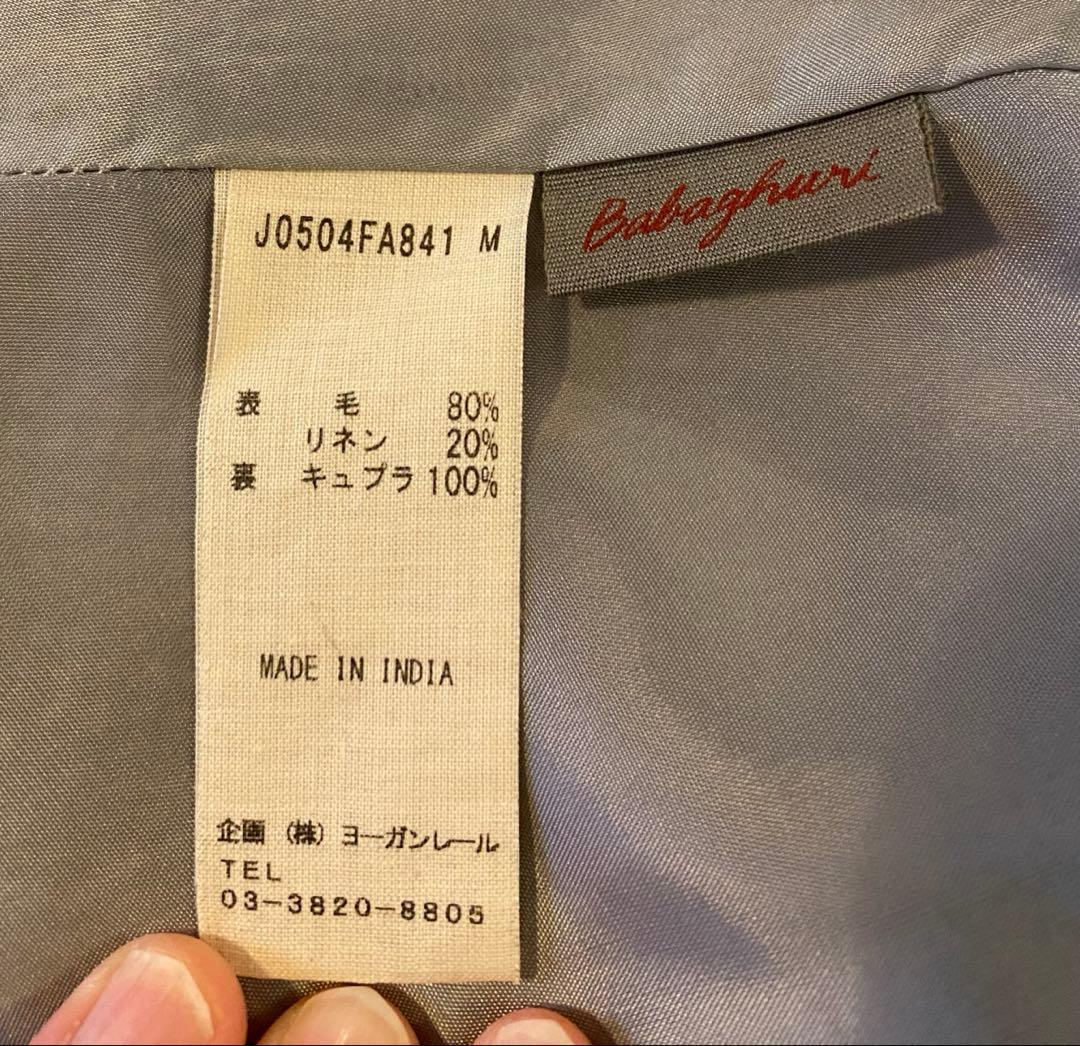 J0504FA841 M
Babaghuri
表 毛 80%
リネン 20%
裏 キュプラ 100%
MADE IN INDIA
企画 (株) ヨーガンレール
TEL
03-3820-8805